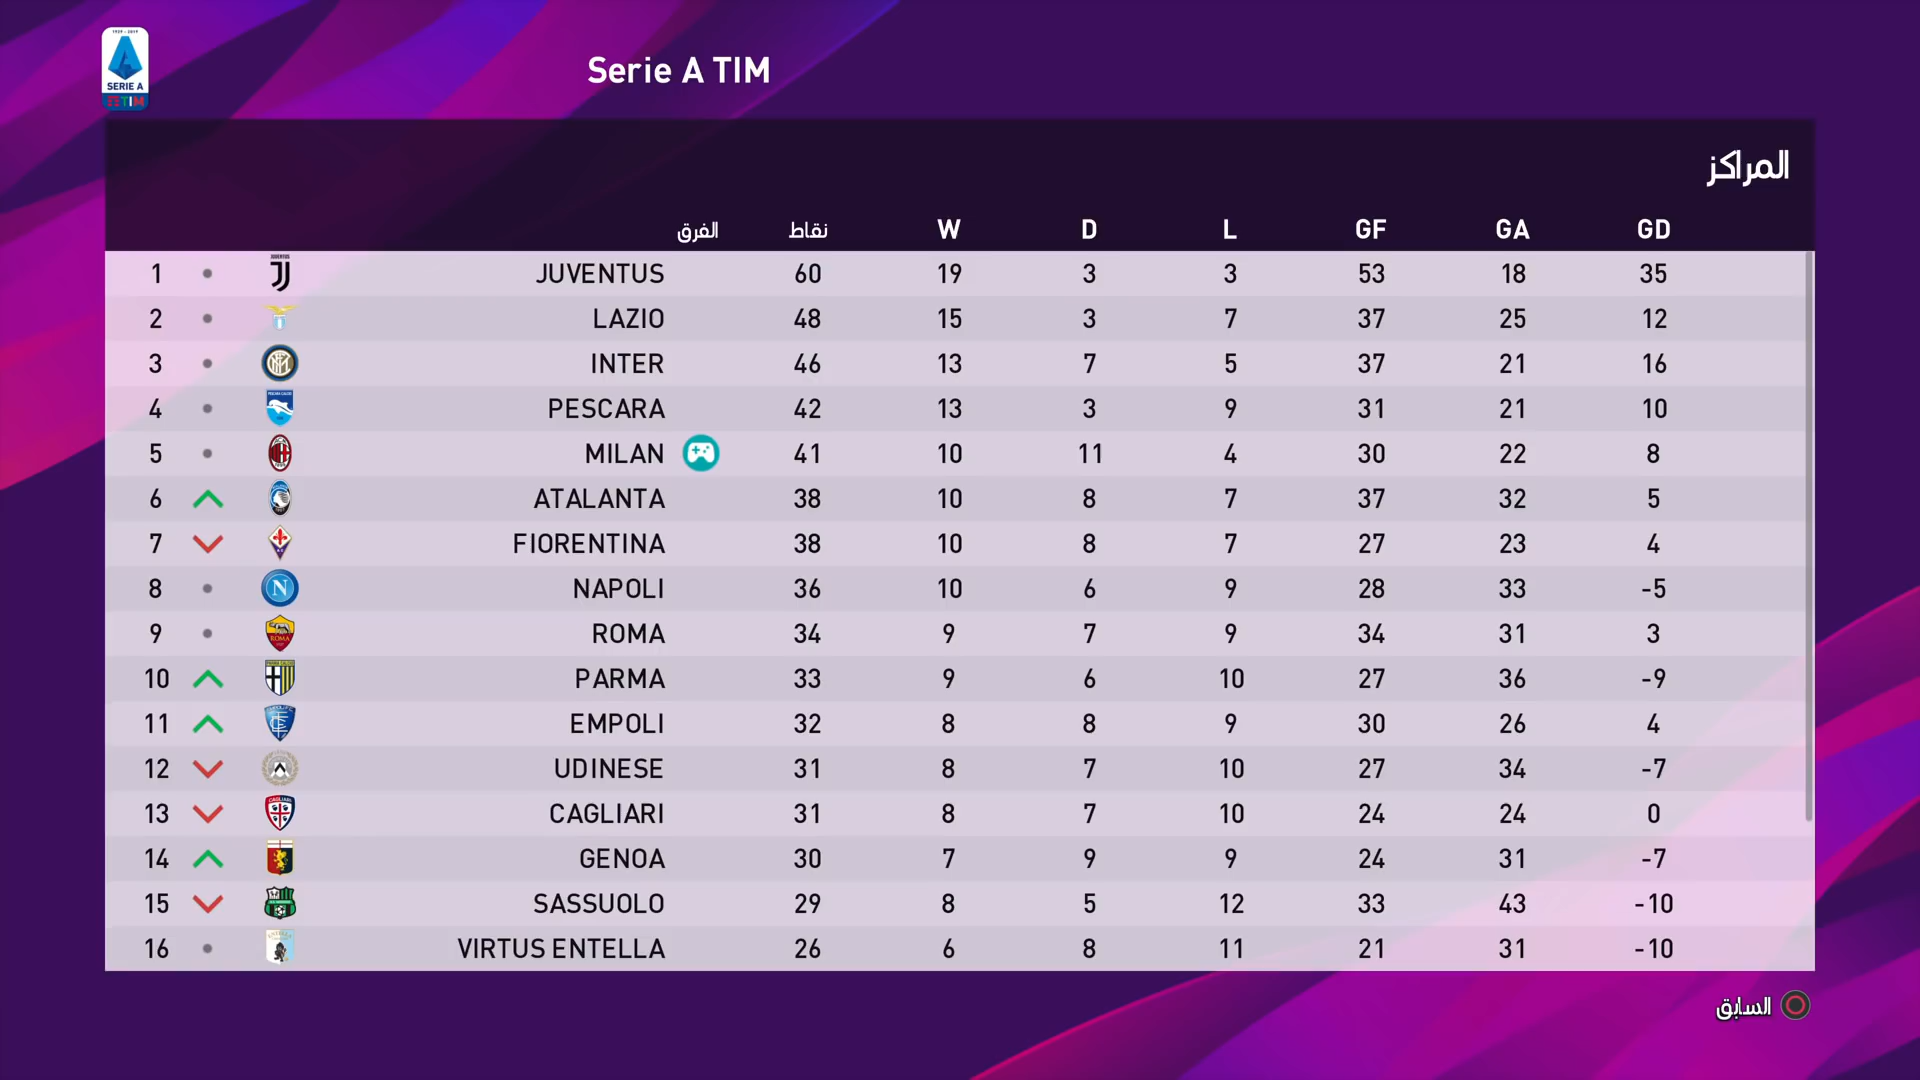 1929 - 2019
SERIE A
TIM
Serie A TIM
المراكز
الفرق نقاط W D L GF GA GD
1 JUVENTUS 60 19 3 3 53 18 35
2 LAZIO 48 15 3 7 37 25 12
3 INTER 46 13 7 5 37 21 16
4 PESCARA 42 13 3 9 31 21 10
5 MILAN 41 10 11 4 30 22 8
6 ATALANTA 38 10 8 7 37 32 5
7 FIORENTINA 38 10 8 7 27 23 4
8 NAPOLI 36 10 6 9 28 33 -5
9 ROMA 34 9 7 9 34 31 3
10 PARMA 33 9 6 10 27 36 -9
11 EMPOLI 32 8 8 9 30 26 4
12 UDINESE 31 8 7 10 27 34 -7
13 CAGLIARI 31 8 7 10 24 24 0
14 GENOA 30 7 9 9 24 31 -7
15 SASSUOLO 29 8 5 12 33 43 -10
16 VIRTUS ENTELLA 26 6 8 11 21 31 -10
السابق